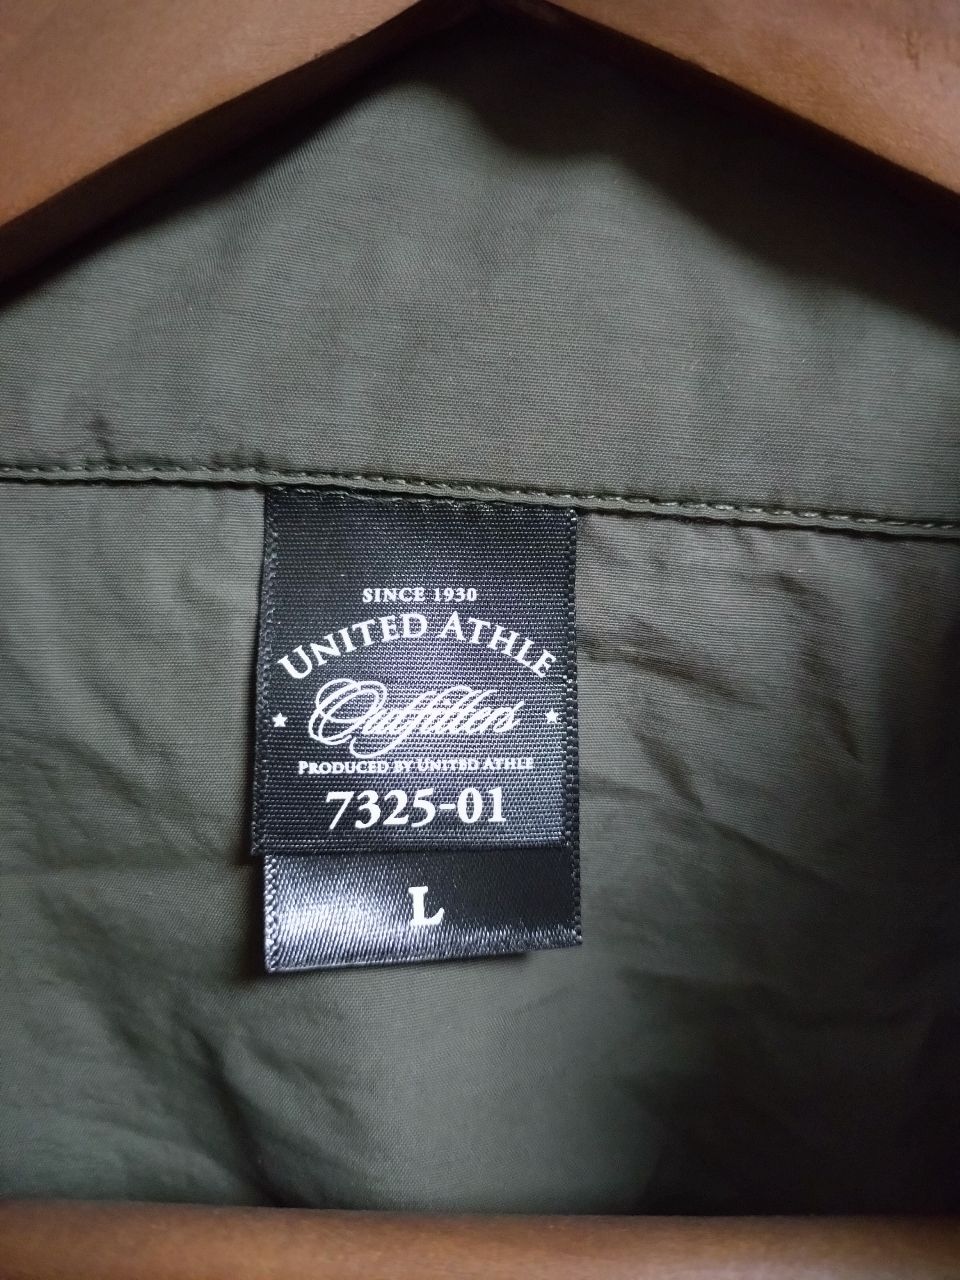 SINCE 1930
UNITED ATHLE
Outfitters
PRODUCED BY UNITED ATHLE
7325-01
L